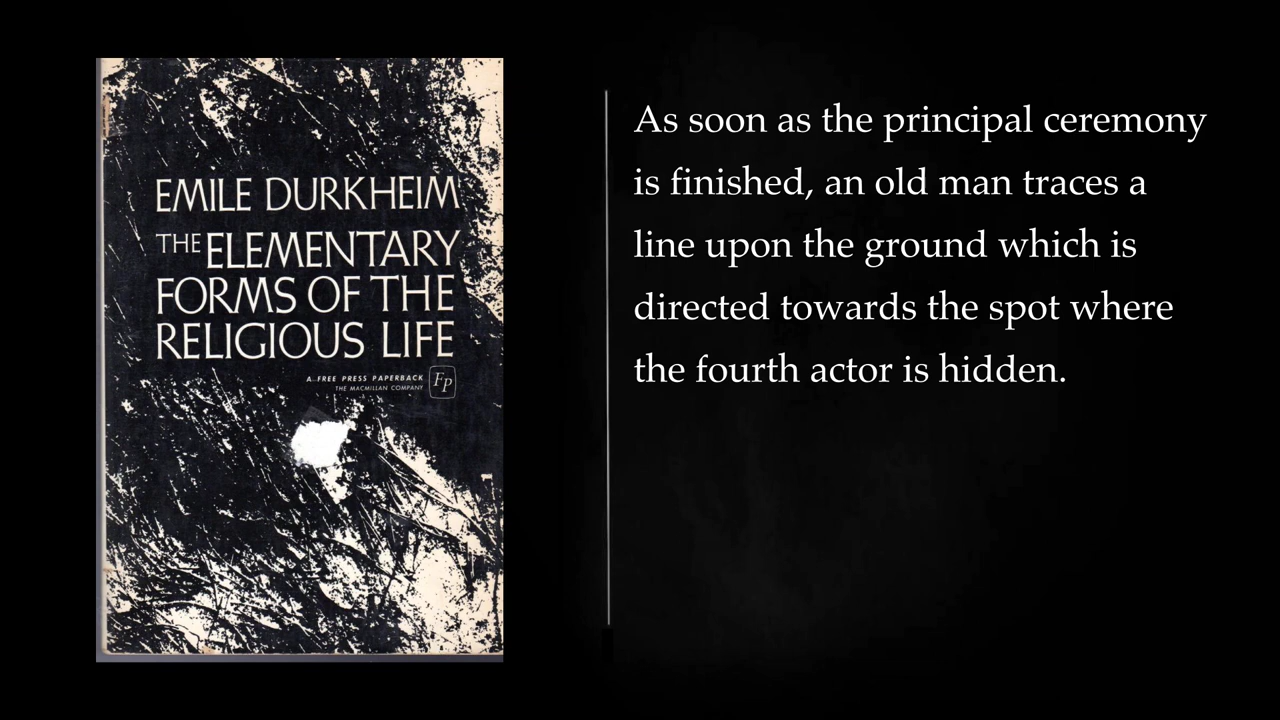 EMILE DURKHEIM
THE ELEMENTARY
FORMS OF THE
RELIGIOUS LIFE
A FREE PRESS PAPERBACK
THE MACMILLAN COMPANY
FP
As soon as the principal ceremony
is finished, an old man traces a
line upon the ground which is
directed towards the spot where
the fourth actor is hidden.